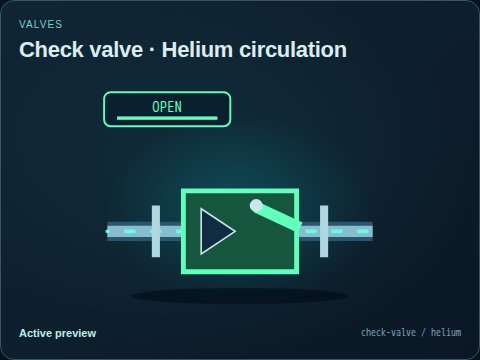 VALVES
Check valve · Helium circulation
OPEN
Active preview
check-valve / helium